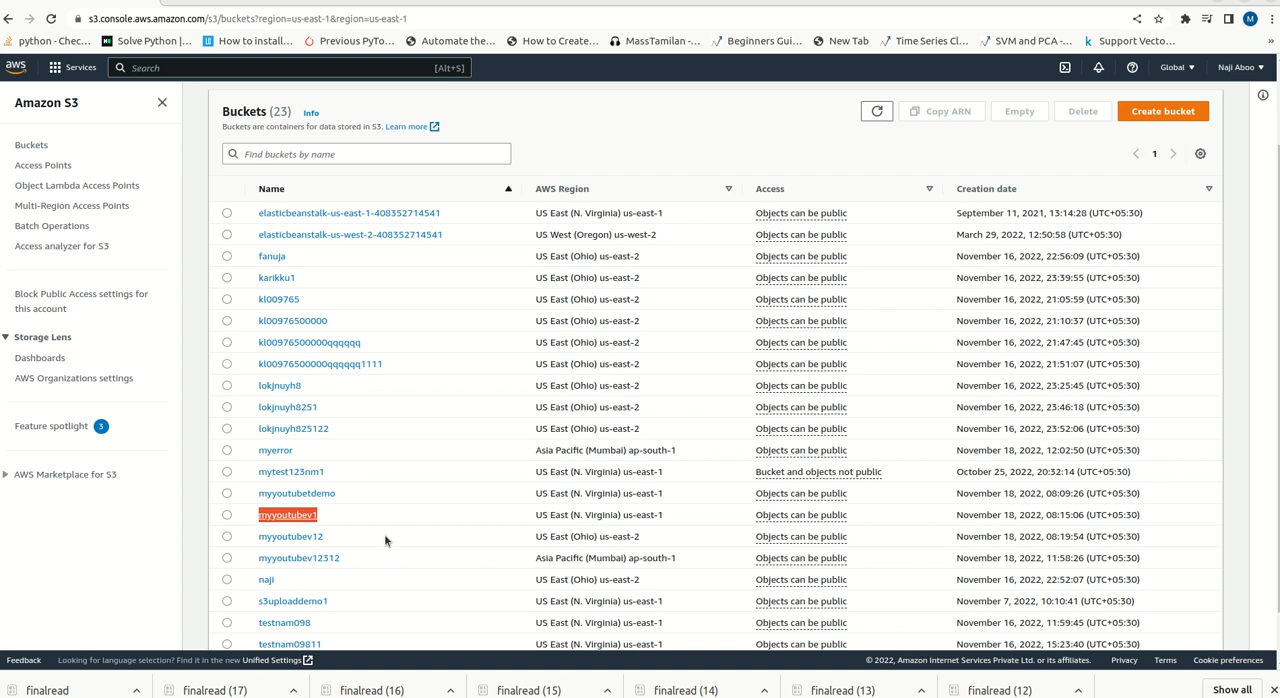 s3.console.aws.amazon.com/s3/buckets?region=us-east-1&region=us-east-1
M
python - Chec... Solve Python |... How to install... Previous PyTo... Automate the... How to Create... MassTamilan -... Beginners Gui... New Tab Time Series Cl... SVM and PCA -... Support Vecto... »
aws Services Search [Alt+S] Global Naji Aboo
Amazon S3
Buckets
Access Points
Object Lambda Access Points
Multi-Region Access Points
Batch Operations
Access analyzer for S3
Block Public Access settings for
this account
Storage Lens
Dashboards
AWS Organizations settings
Feature spotlight 3
AWS Marketplace for S3
Buckets (23) Info
Buckets are containers for data stored in S3. Learn more
Copy ARN Empty Delete Create bucket
Find buckets by name
1
Name AWS Region Access Creation date
elasticbeanstalk-us-east-1-408352714541 US East (N. Virginia) us-east-1 Objects can be public September 11, 2021, 13:14:28 (UTC+05:30)
elasticbeanstalk-us-west-2-408352714541 US West (Oregon) us-west-2 Objects can be public March 29, 2022, 12:50:58 (UTC+05:30)
fanuja US East (Ohio) us-east-2 Objects can be public November 16, 2022, 22:56:09 (UTC+05:30)
karikku1 US East (Ohio) us-east-2 Objects can be public November 16, 2022, 23:39:55 (UTC+05:30)
kl009765 US East (Ohio) us-east-2 Objects can be public November 16, 2022, 21:05:59 (UTC+05:30)
kl00976500000 US East (Ohio) us-east-2 Objects can be public November 16, 2022, 21:10:37 (UTC+05:30)
kl00976500000qqqqqq US East (Ohio) us-east-2 Objects can be public November 16, 2022, 21:47:45 (UTC+05:30)
kl00976500000qqqqqq1111 US East (Ohio) us-east-2 Objects can be public November 16, 2022, 21:51:07 (UTC+05:30)
lokjnuyh8 US East (Ohio) us-east-2 Objects can be public November 16, 2022, 23:25:45 (UTC+05:30)
lokjnuyh8251 US East (Ohio) us-east-2 Objects can be public November 16, 2022, 23:46:18 (UTC+05:30)
lokjnuyh825122 US East (Ohio) us-east-2 Objects can be public November 16, 2022, 23:52:06 (UTC+05:30)
myerror Asia Pacific (Mumbai) ap-south-1 Objects can be public November 18, 2022, 12:02:50 (UTC+05:30)
mytest123nm1 US East (N. Virginia) us-east-1 Bucket and objects not public October 25, 2022, 20:32:14 (UTC+05:30)
myyoutubetdemo US East (N. Virginia) us-east-1 Objects can be public November 18, 2022, 08:09:26 (UTC+05:30)
myyoutubev1 US East (N. Virginia) us-east-1 Objects can be public November 18, 2022, 08:15:06 (UTC+05:30)
myyoutubev12 US East (Ohio) us-east-2 Objects can be public November 18, 2022, 08:19:54 (UTC+05:30)
myyoutubev12312 Asia Pacific (Mumbai) ap-south-1 Objects can be public November 18, 2022, 11:58:26 (UTC+05:30)
naji US East (Ohio) us-east-2 Objects can be public November 16, 2022, 22:52:07 (UTC+05:30)
s3uploaddemo1 US East (N. Virginia) us-east-1 Objects can be public November 7, 2022, 10:10:41 (UTC+05:30)
testnam098 US East (N. Virginia) us-east-1 Objects can be public November 16, 2022, 11:59:45 (UTC+05:30)
testnam09811 US East (N. Virginia) us-east-1 Objects can be public November 16, 2022, 15:23:40 (UTC+05:30)
Feedback Looking for language selection? Find it in the new Unified Settings © 2022, Amazon Internet Services Private Ltd. or its affiliates. Privacy Terms Cookie preferences
finalread finalread (17) finalread (16) finalread (15) finalread (14) finalread (13) finalread (12) Show all